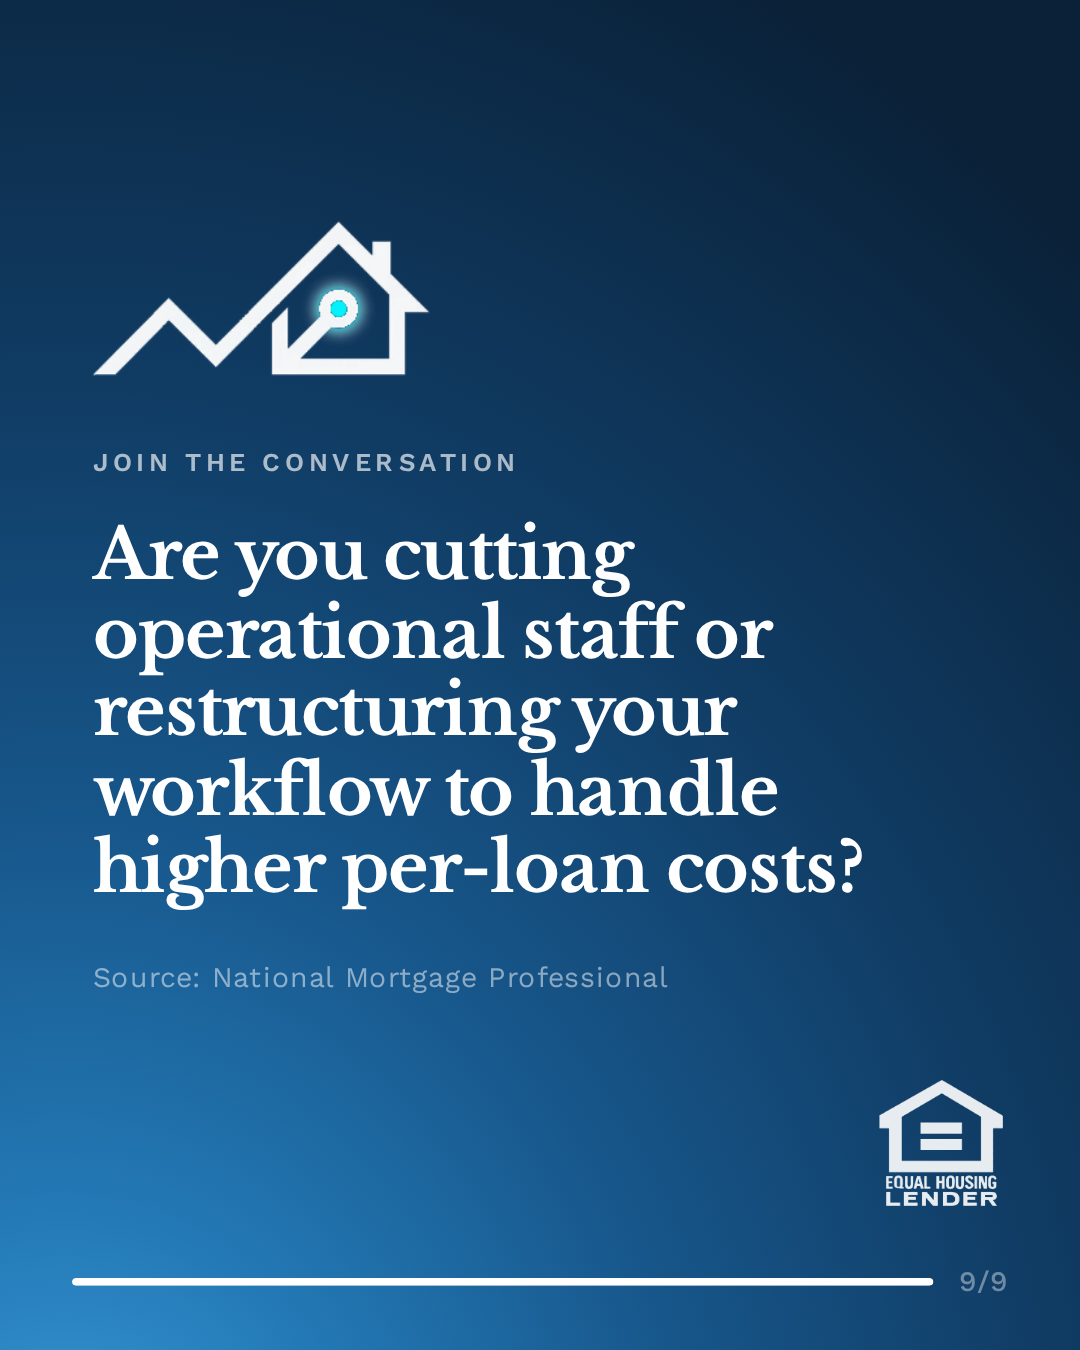 JOIN THE CONVERSATION
Are you cutting
operational staff or
restructuring your
workflow to handle
higher per-loan costs?
Source: National Mortgage Professional
EQUAL HOUSING
LENDER
9/9